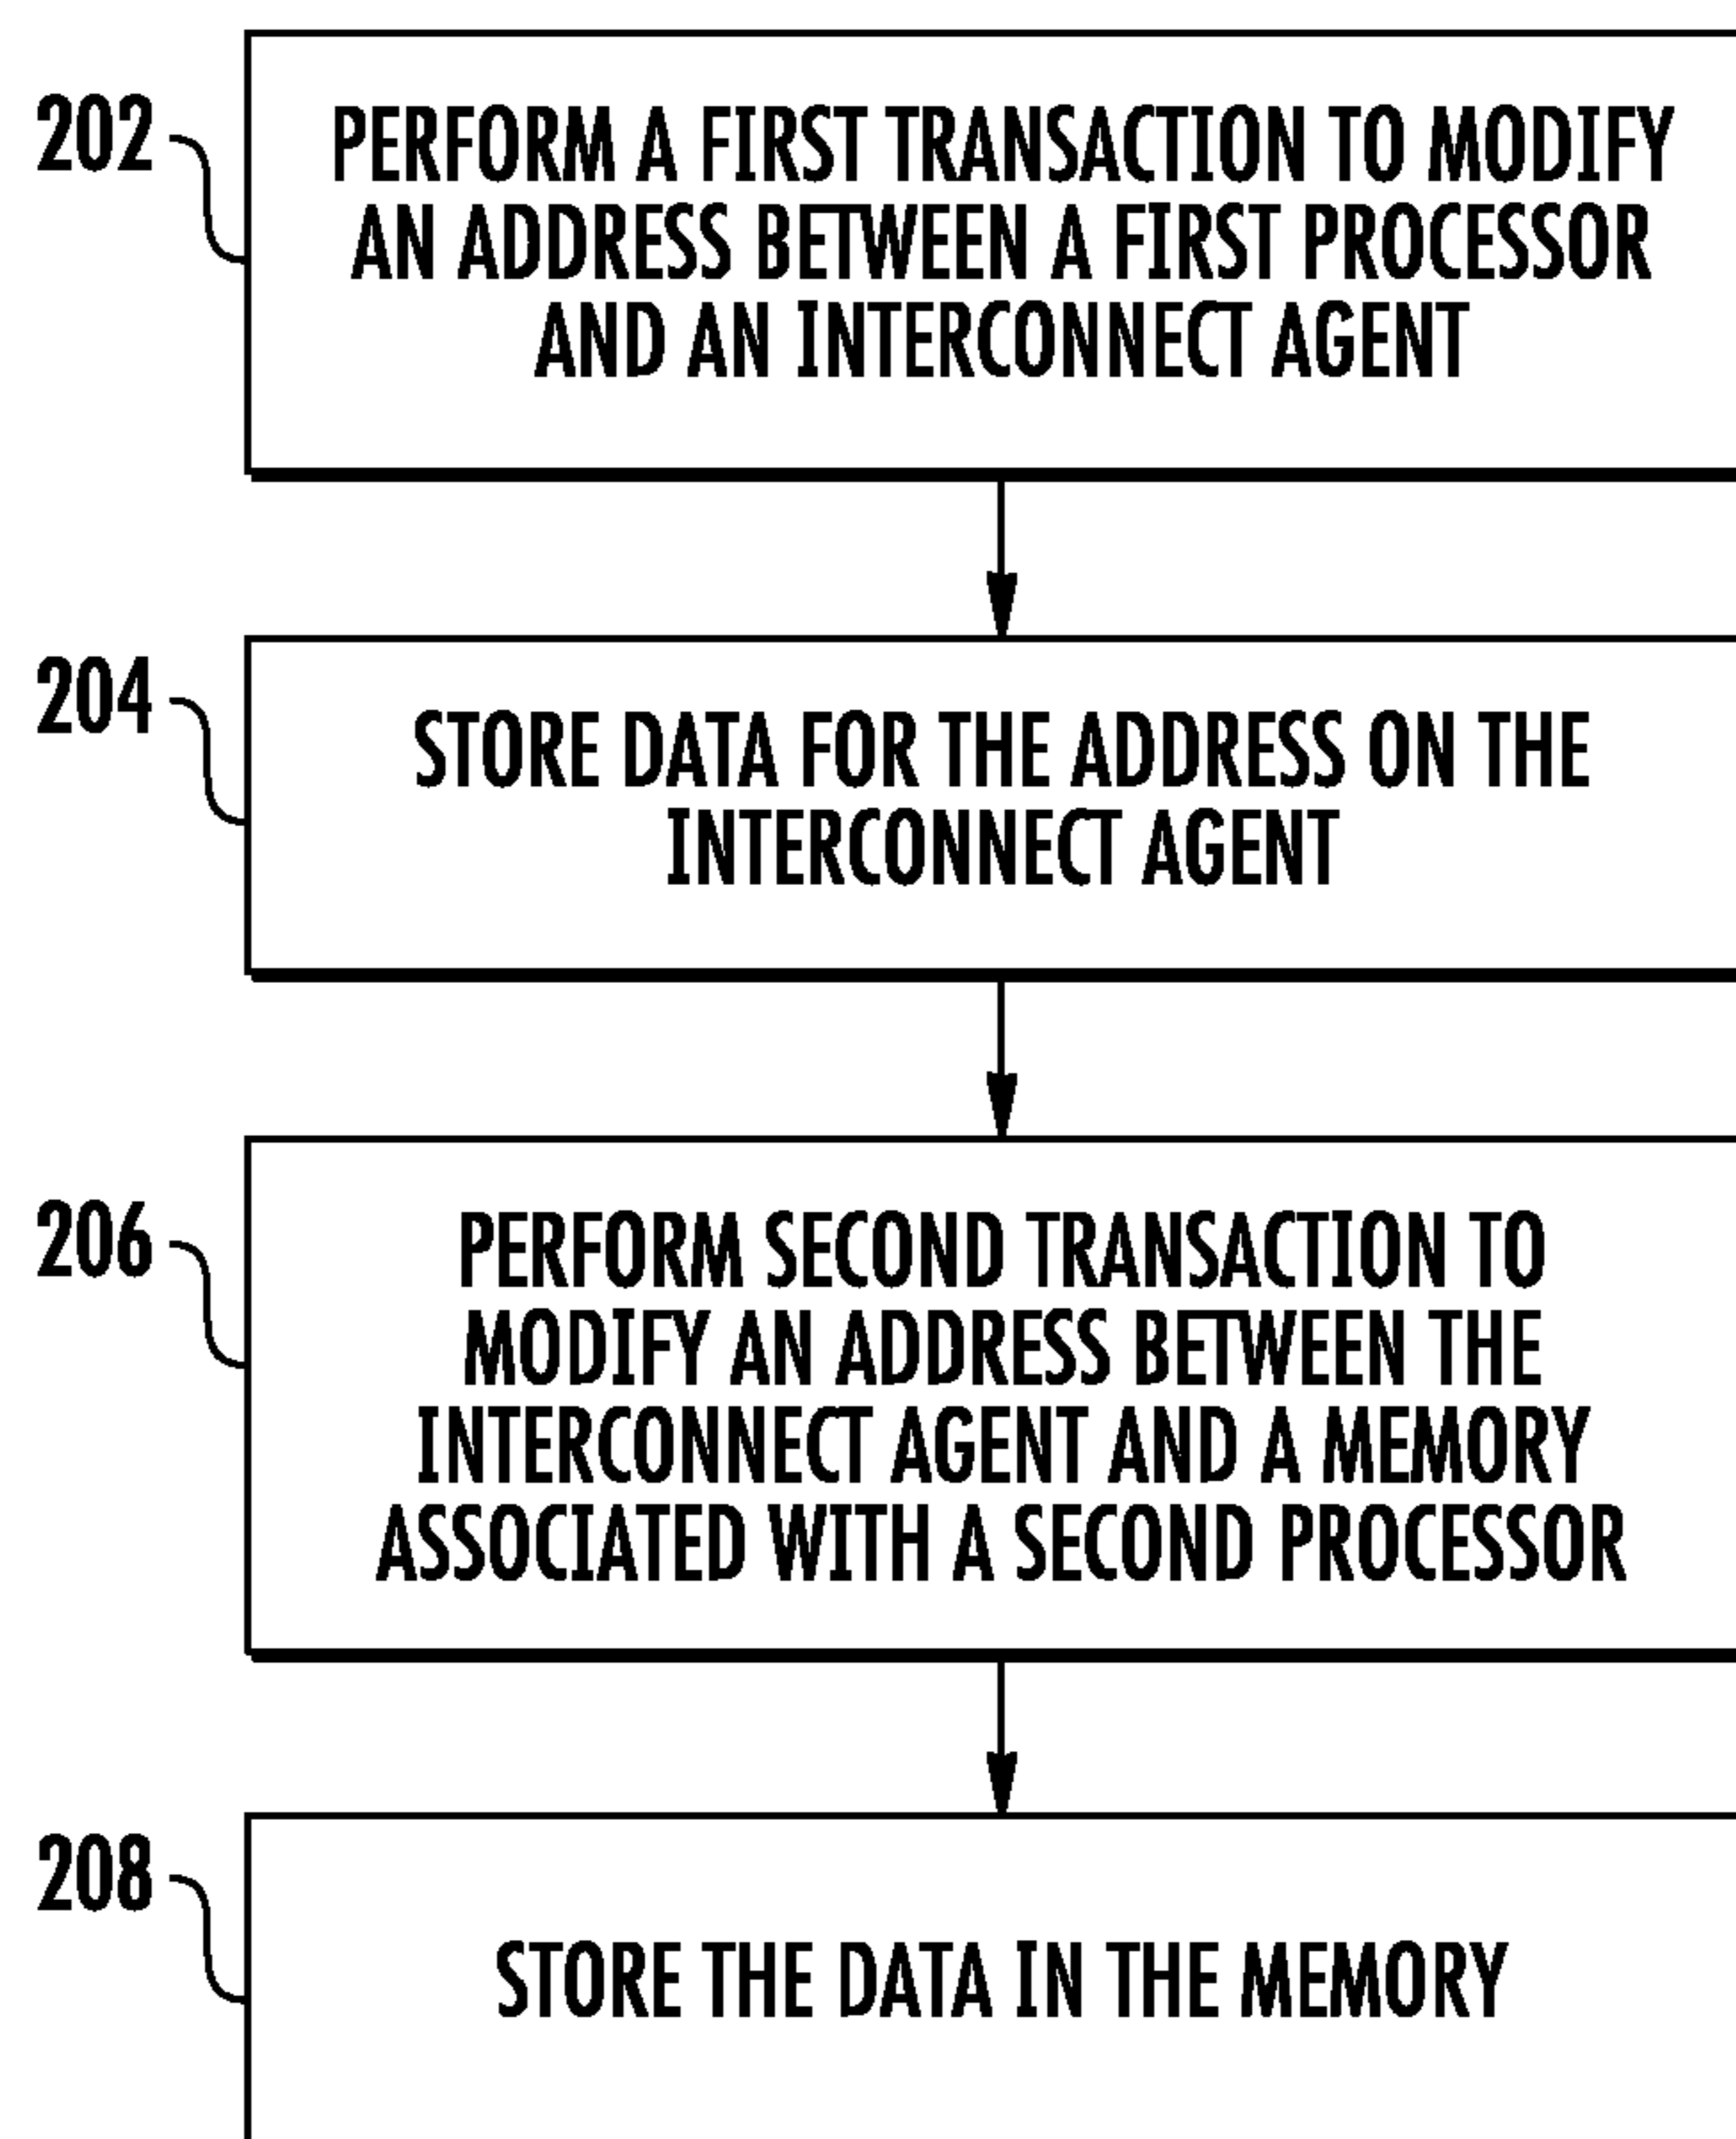 202
PERFORM A FIRST TRANSACTION TO MODIFY
AN ADDRESS BETWEEN A FIRST PROCESSOR
AND AN INTERCONNECT AGENT
204
STORE DATA FOR THE ADDRESS ON THE
INTERCONNECT AGENT
206
PERFORM SECOND TRANSACTION TO
MODIFY AN ADDRESS BETWEEN THE
INTERCONNECT AGENT AND A MEMORY
ASSOCIATED WITH A SECOND PROCESSOR
208
STORE THE DATA IN THE MEMORY